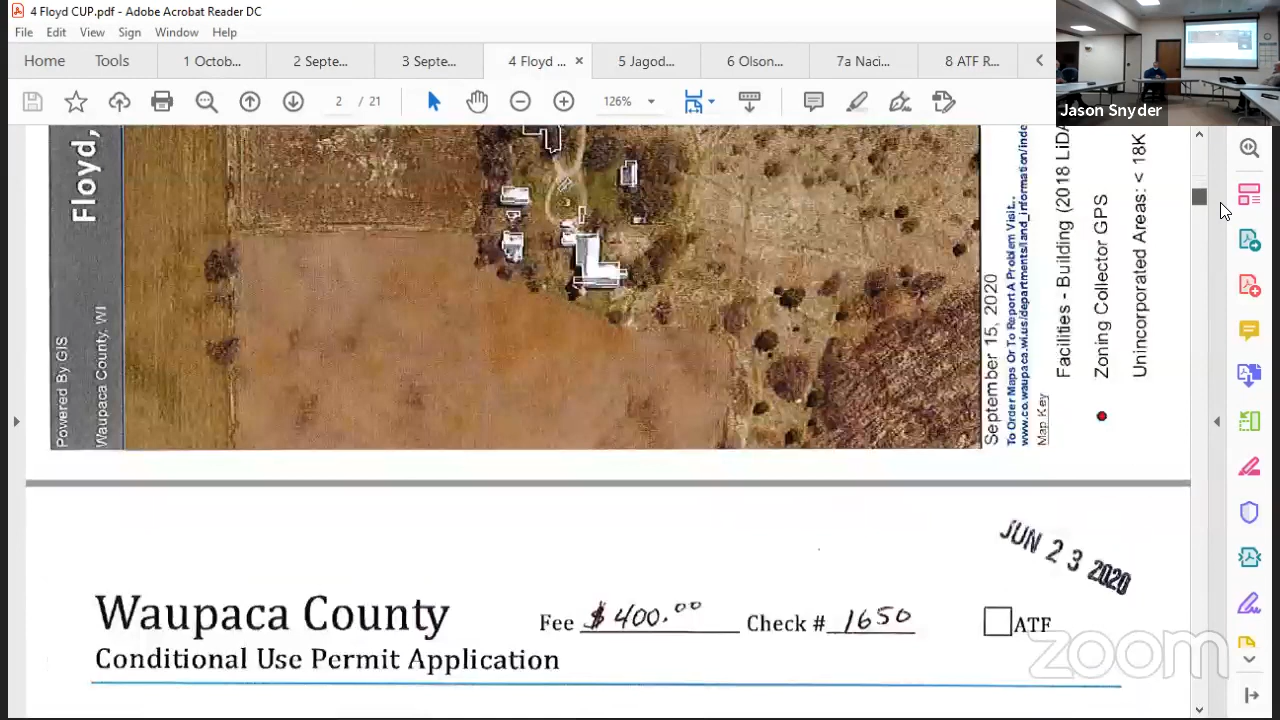 4 Floyd CUP.pdf - Adobe Acrobat Reader DC
File Edit View Sign Window Help
Home Tools 1 Octob... 2 Septe... 3 Septe... 4 Floyd ... × 5 Jagod... 6 Olson... 7a Naci... 8 ATF R...
2 / 21 126%
Jason Snyder
Floyd,
Powered By GIS
Waupaca County, WI
September 15, 2020
To Order Maps Or To Report A Problem Visit...
www.co.waupaca.wi.us/departments/land_information/inde
Map Key
Facilities - Building (2018 LiDA
Zoning Collector GPS
Unincorporated Areas: < 18K
JUN 23 2020
Waupaca County Fee $400.00 Check # 1650 ATF
Conditional Use Permit Application
zoom